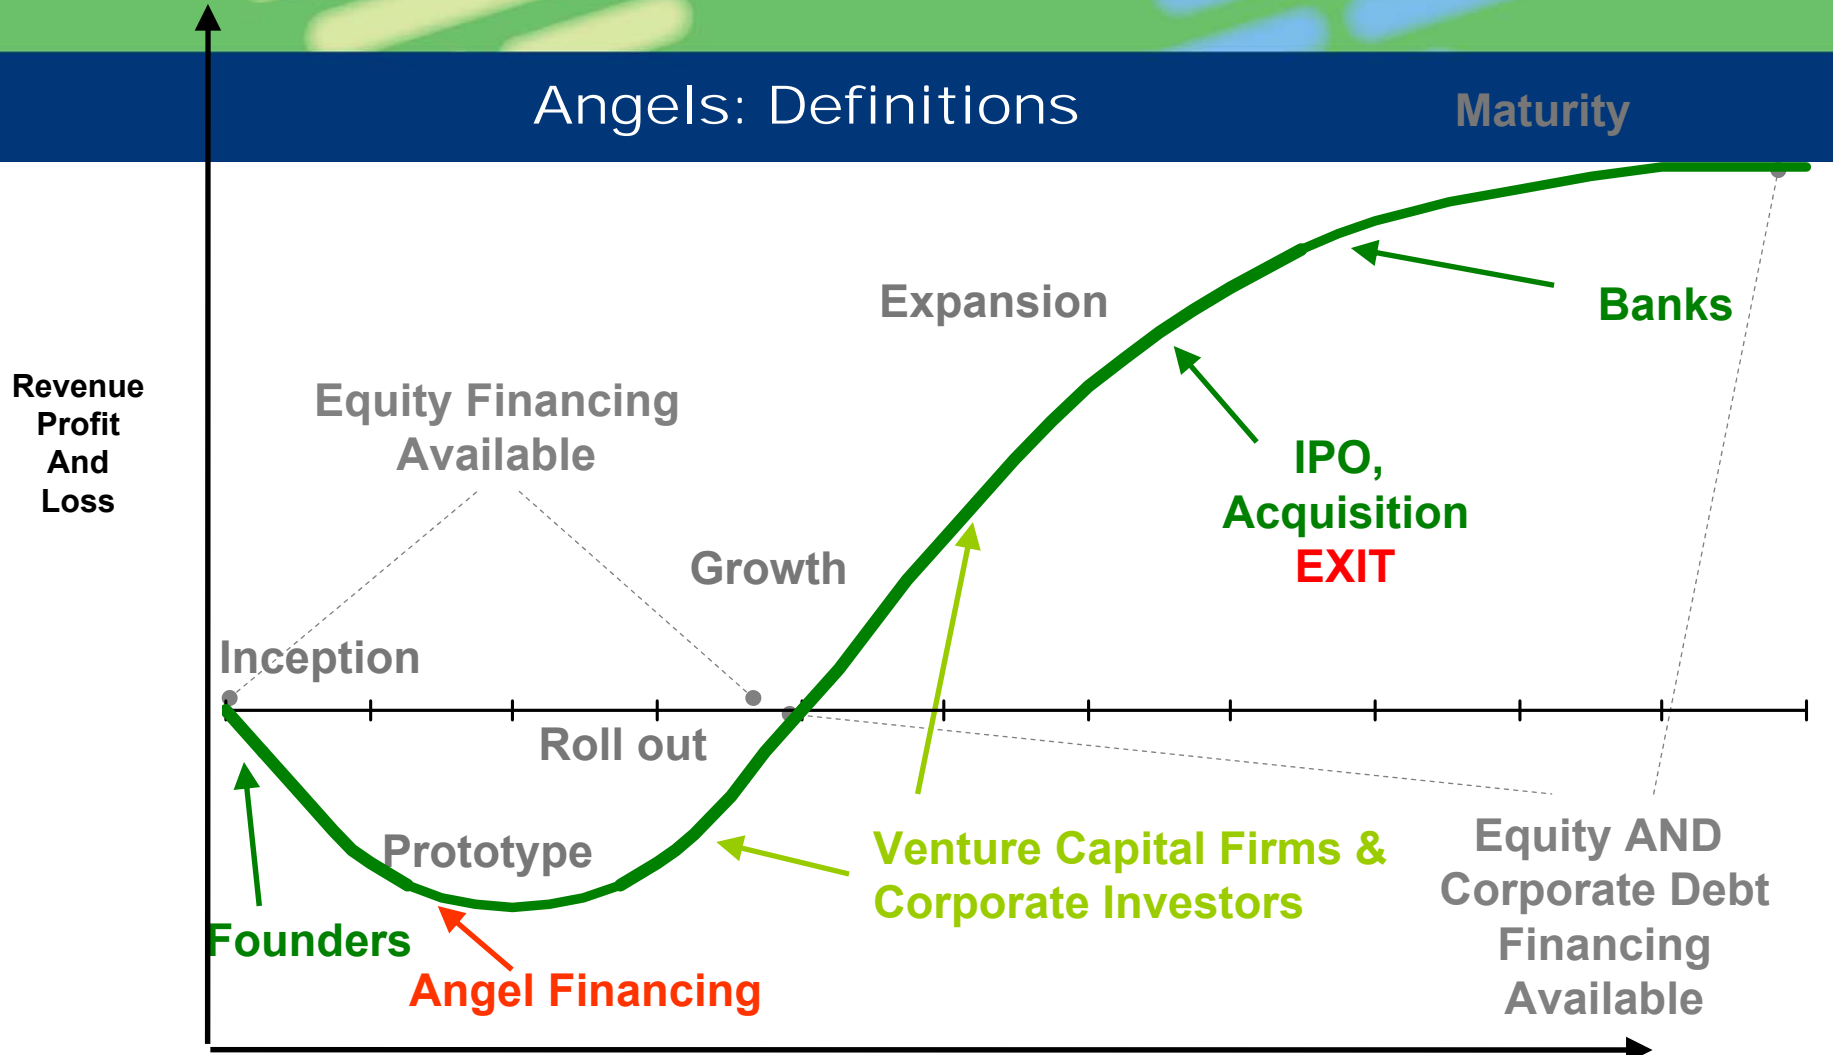 Angels: Definitions
Maturity
Expansion
Banks
Revenue
Profit
And
Loss
Equity Financing
Available
IPO,
Acquisition
EXIT
Growth
Inception
Roll out
Prototype
Venture Capital Firms &
Corporate Investors
Equity AND
Corporate Debt
Financing
Available
Founders
Angel Financing